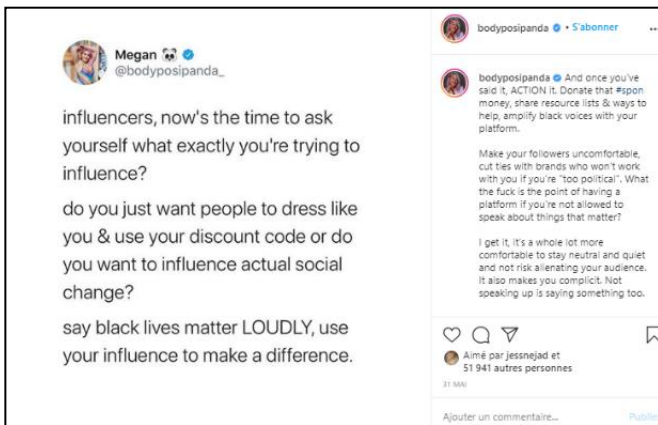 Megan 🐼
@bodyposipanda_
influencers, now's the time to ask
yourself what exactly you're trying to
influence?
do you just want people to dress like
you & use your discount code or do
you want to influence actual social
change?
say black lives matter LOUDLY, use
your influence to make a difference.
bodyposipanda • S'abonner
bodyposipanda And once you've
said it, ACTION it. Donate that #spon
money, share resource lists & ways to
help, amplify black voices with your
platform.
Make your followers uncomfortable,
cut ties with brands who won't work
with you if you're "too political". What
the fuck is the point of having a
platform if you're not allowed to
speak about things that matter?
I get it, it's a whole lot more
comfortable to stay neutral and quiet
and not risk alienating your audience.
It also makes you complicit. Not
speaking up is saying something too.
Aimé par jessnejad et
51 941 autres personnes
31 MAI
Ajouter un commentaire... Publier